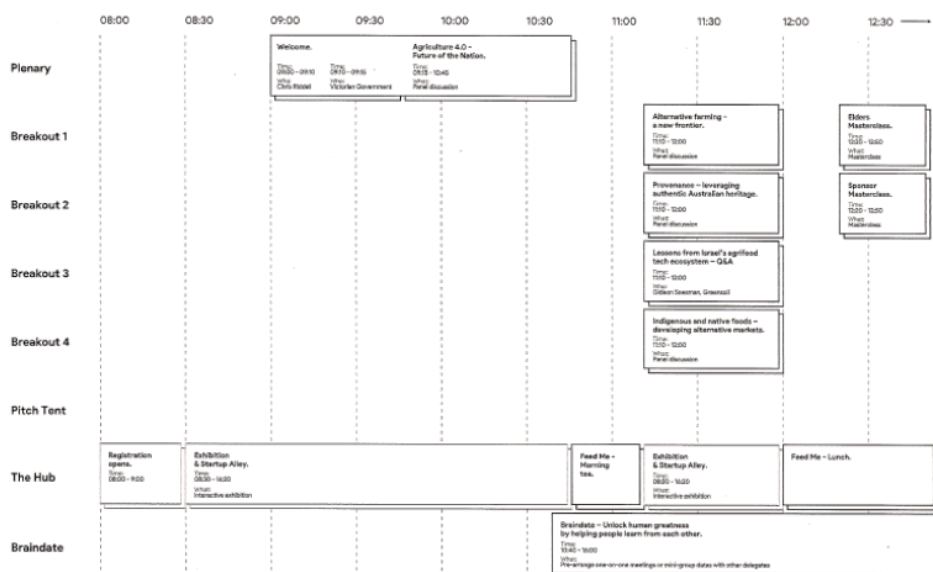 08:00 08:30 09:00 09:30 10:00 10:30 11:00 11:30 12:00 12:30
Plenary
Welcome.
Time:
09:00 – 09:10
Who:
Chris Riddell
Time:
09:10 – 09:15
Who:
Victorian Government
Agriculture 4.0 –
Future of the Nation.
Time:
09:15 – 10:45
What:
Panel discussion
Breakout 1
Alternative farming –
a new frontier.
Time:
11:10 – 12:00
What:
Panel discussion
Elders
Masterclass.
Time:
12:20 – 12:50
What:
Masterclass
Breakout 2
Provenance – leveraging
authentic Australian heritage.
Time:
11:10 – 12:00
What:
Panel discussion
Sponsor
Masterclass.
Time:
12:20 – 12:50
What:
Masterclass
Breakout 3
Lessons from Israel's agrifood
tech ecosystem – Q&A
Time:
11:10 – 12:00
Who:
Gideon Soesman, Greensoil
Breakout 4
Indigenous and native foods –
developing alternative markets.
Time:
11:10 – 12:00
What:
Panel discussion
Pitch Tent
The Hub
Registration
opens.
Time:
08:00 – 9:00
Exhibition
& Startup Alley.
Time:
What:
Interactive exhibition
Feed Me –
Morning
tea.
Exhibition
& Startup Alley.
Time:
What:
Interactive exhibition
Feed Me – Lunch.
Braindate
Braindate – Unlock human greatness
by helping people learn from each other.
Time:
10:40 – 16:00
What:
Pre-arrange one-on-one meetings or mini-group dates with other delegates